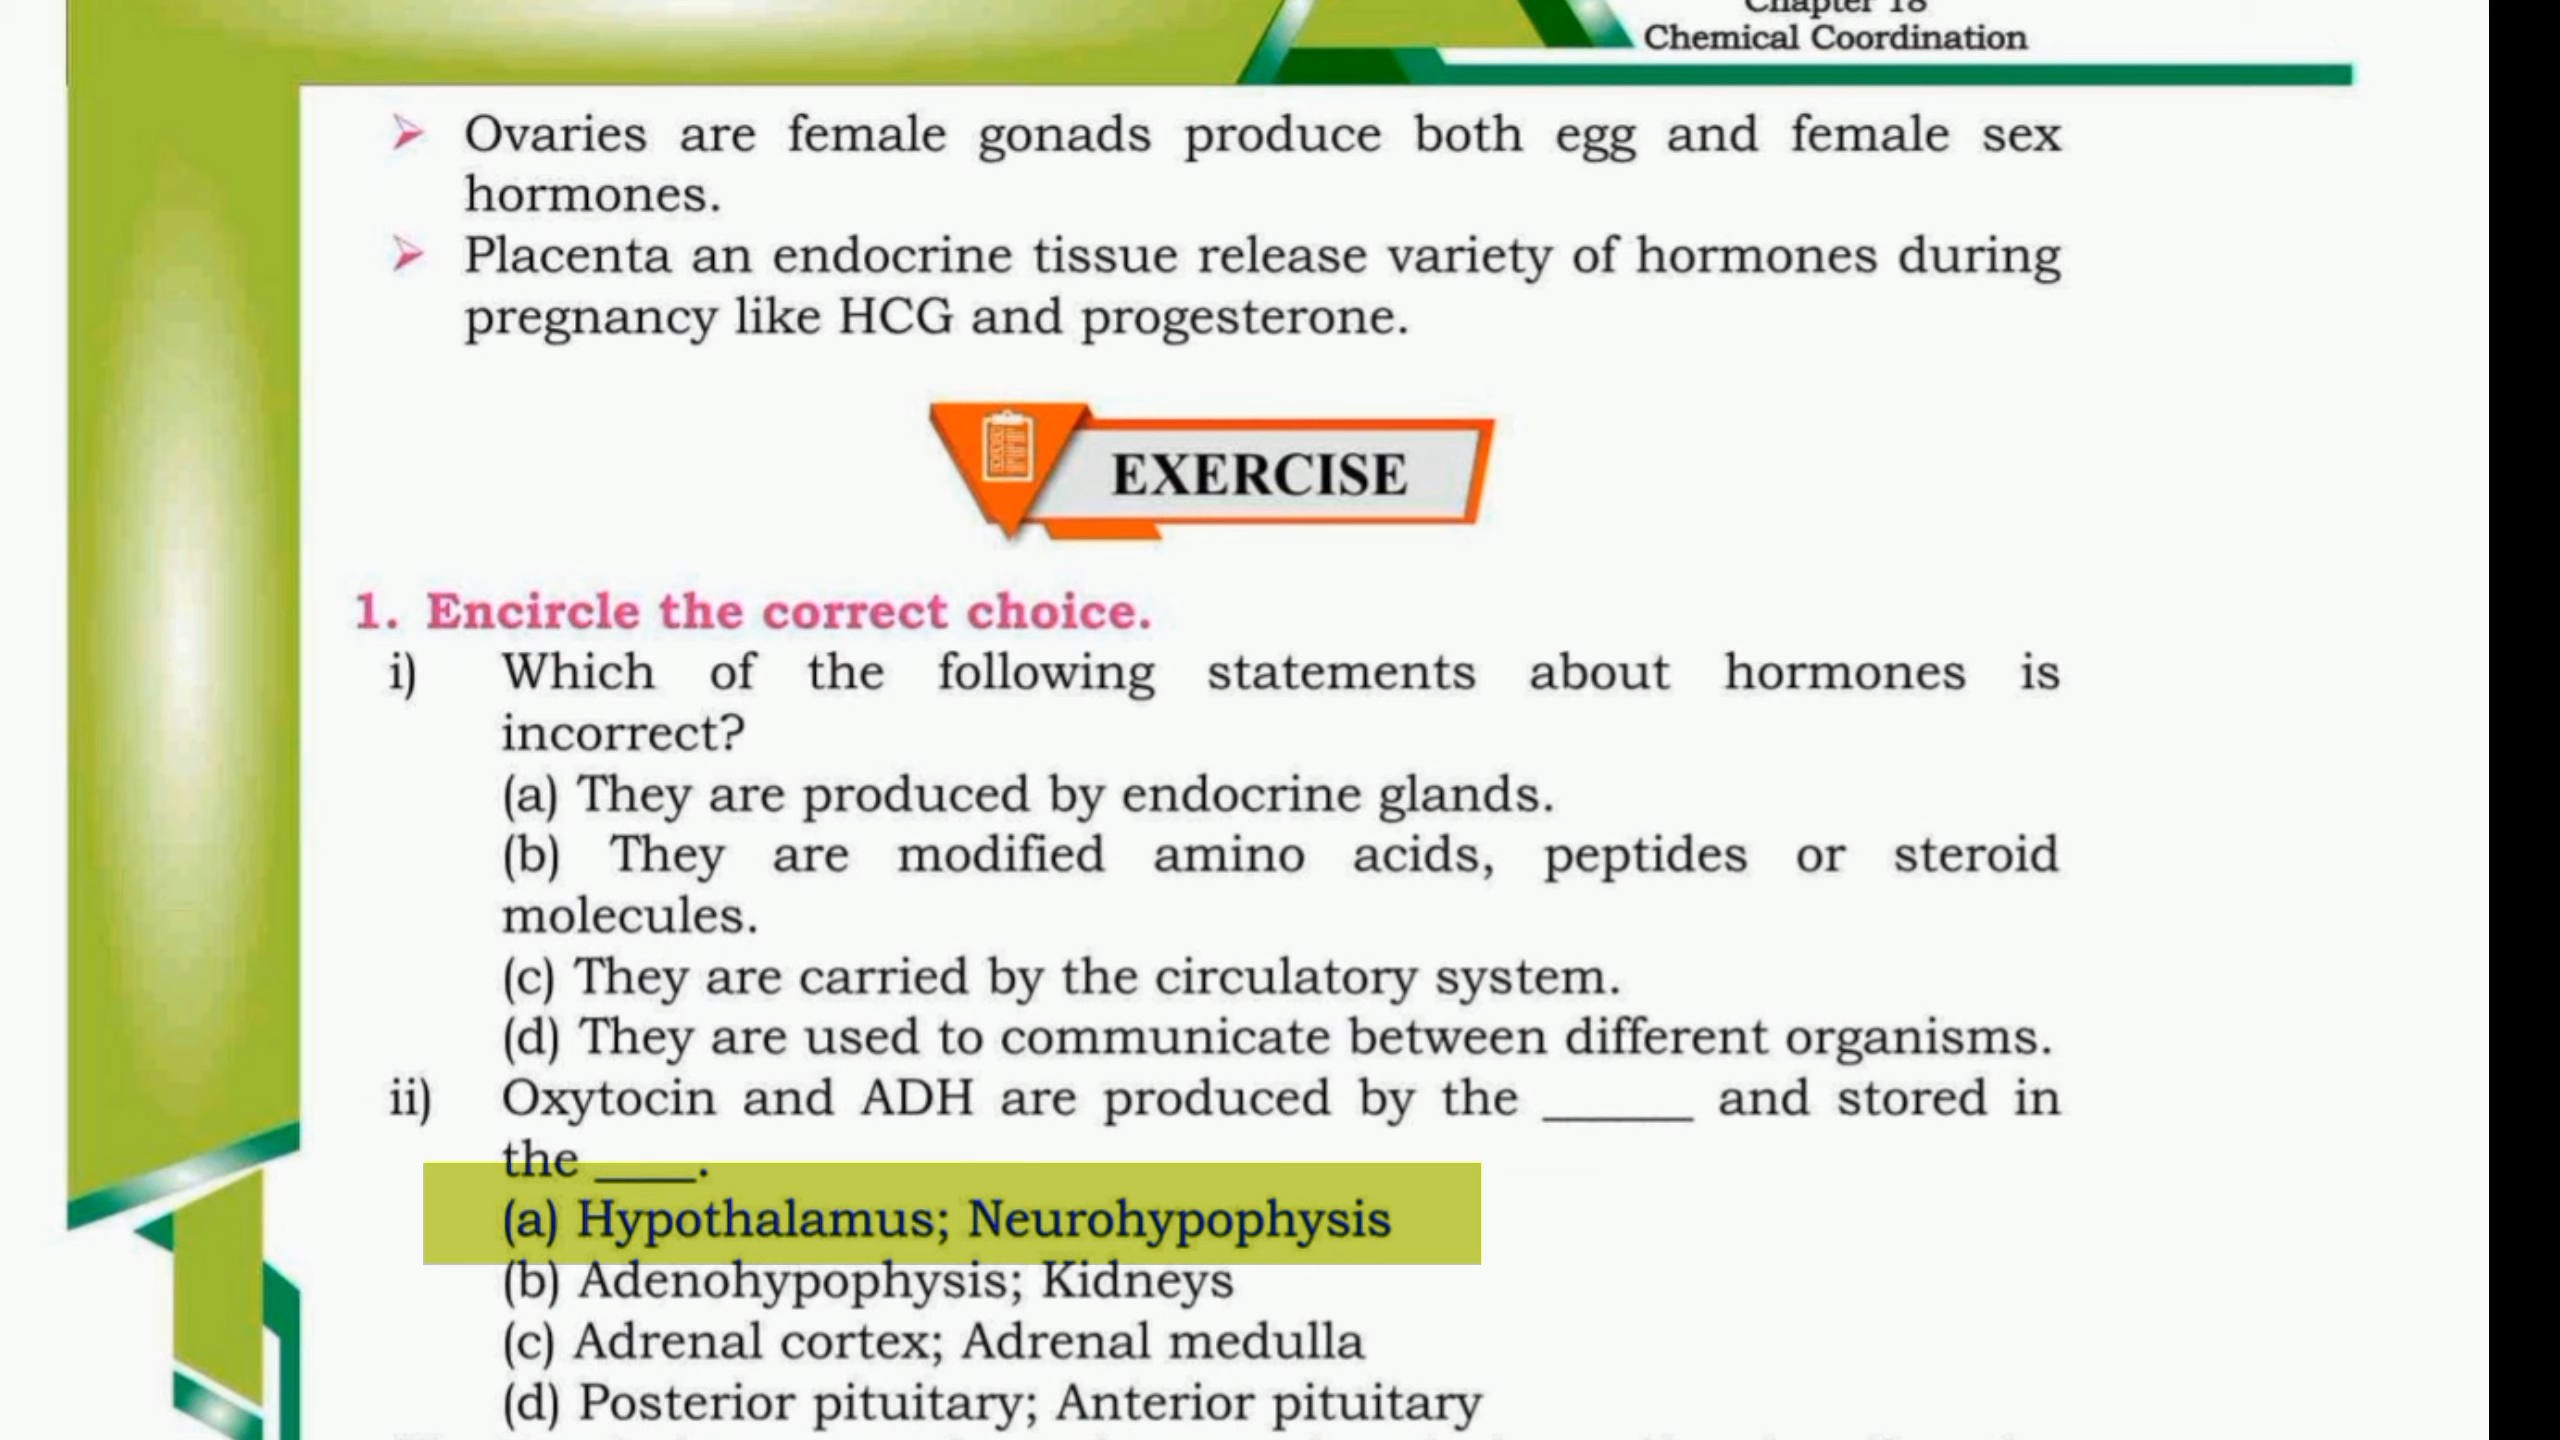 Chapter 18
Chemical Coordination
➢ Ovaries are female gonads produce both egg and female sex
hormones.
➢ Placenta an endocrine tissue release variety of hormones during
pregnancy like HCG and progesterone.
EXERCISE
1. Encircle the correct choice.
i) Which of the following statements about hormones is
incorrect?
(a) They are produced by endocrine glands.
(b) They are modified amino acids, peptides or steroid
molecules.
(c) They are carried by the circulatory system.
(d) They are used to communicate between different organisms.
ii) Oxytocin and ADH are produced by the ______ and stored in
the ____.
(a) Hypothalamus; Neurohypophysis
(b) Adenohypophysis; Kidneys
(c) Adrenal cortex; Adrenal medulla
(d) Posterior pituitary; Anterior pituitary